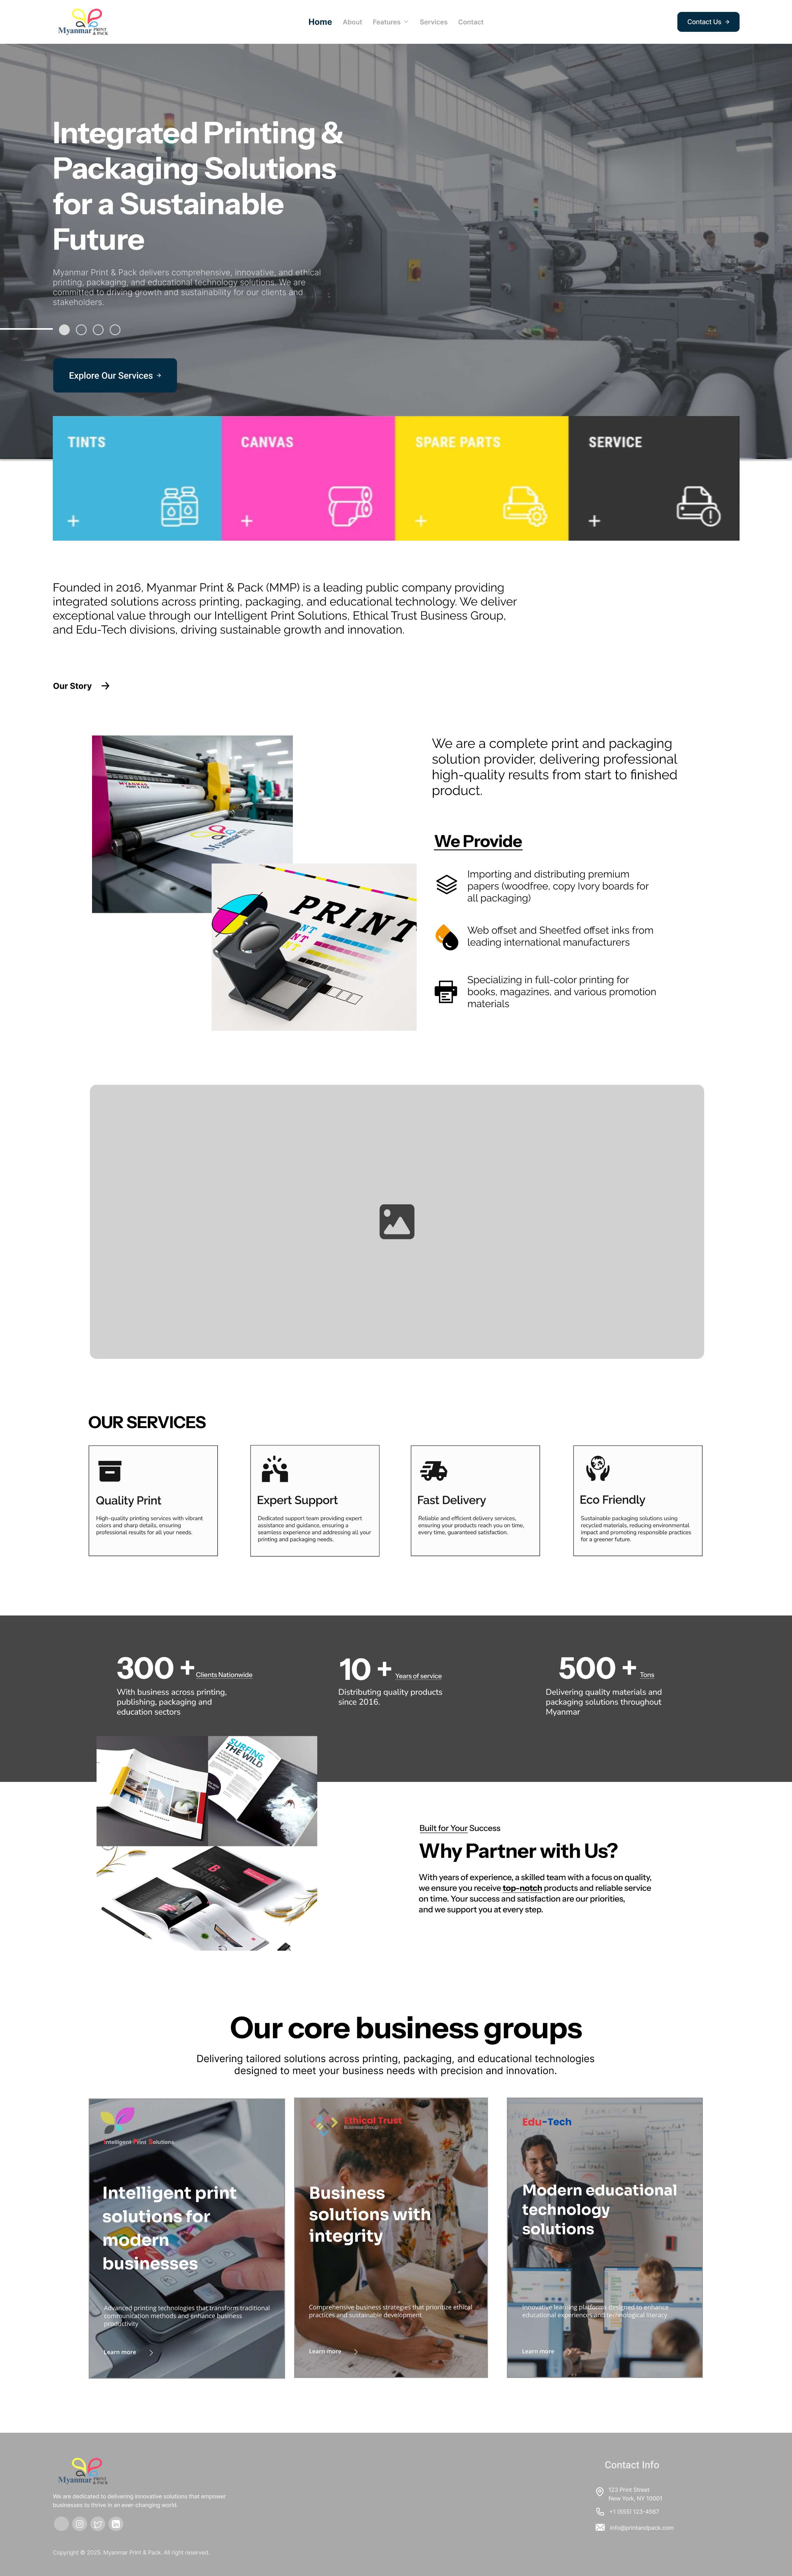 Myanmar PRINT
& PACK
Home About Features Services Contact
Contact Us
Integrated Printing &
Packaging Solutions
for a Sustainable
Future
Myanmar Print & Pack delivers comprehensive, innovative, and ethical
printing, packaging, and educational technology solutions. We are
committed to driving growth and sustainability for our clients and
stakeholders.
Explore Our Services
TINTS
CANVAS
SPARE PARTS
SERVICE
Founded in 2016, Myanmar Print & Pack (MMP) is a leading public company providing
integrated solutions across printing, packaging, and educational technology. We deliver
exceptional value through our Intelligent Print Solutions, Ethical Trust Business Group,
and Edu-Tech divisions, driving sustainable growth and innovation.
Our Story
MYANMAR
PRINT & PACK
Myanmar
PRINT
We are a complete print and packaging
solution provider, delivering professional
high-quality results from start to finished
product.
We Provide
Importing and distributing premium
papers (woodfree, copy Ivory boards for
all packaging)
Web offset and Sheetfed offset inks from
leading international manufacturers
Specializing in full-color printing for
books, magazines, and various promotion
materials
OUR SERVICES
Quality Print
High-quality printing services with vibrant
colors and sharp details, ensuring
professional results for all your needs.
Expert Support
Dedicated support team providing expert
assistance and guidance, ensuring a
seamless experience and addressing all your
printing and packaging needs.
Fast Delivery
Reliable and efficient delivery services,
ensuring your products reach you on time,
every time, guaranteed satisfaction.
Eco Friendly
Sustainable packaging solutions using
recycled materials, reducing environmental
impact and promoting responsible practices
for a greener future.
300 + Clients Nationwide
With business across printing,
publishing, packaging and
education sectors
10 + Years of service
Distributing quality products
since 2016.
500 + Tons
Delivering quality materials and
packaging solutions throughout
Myanmar
SURFING
THE WILD
Built for Your Success
Why Partner with Us?
With years of experience, a skilled team with a focus on quality,
we ensure you receive top-notch products and reliable service
on time. Your success and satisfaction are our priorities,
and we support you at every step.
Our core business groups
Delivering tailored solutions across printing, packaging, and educational technologies
designed to meet your business needs with precision and innovation.
Intelligent Print Solutions
Intelligent print
solutions for
modern
businesses
Advanced printing technologies that transform traditional
communication methods and enhance business
productivity
Learn more
Ethical Trust
Business Group
Business
solutions with
integrity
Comprehensive business strategies that prioritize ethical
practices and sustainable development
Learn more
Edu-Tech
Modern educational
technology
solutions
Innovative learning platforms designed to enhance
educational experiences and technological literacy
Learn more
Myanmar PRINT
& PACK
We are dedicated to delivering innovative solutions that empower
businesses to thrive in an ever-changing world.
Copyright © 2025. Myanmar Print & Pack. All right reserved.
Contact Info
123 Print Street
New York, NY 10001
+1 (555) 123-4567
info@printandpack.com